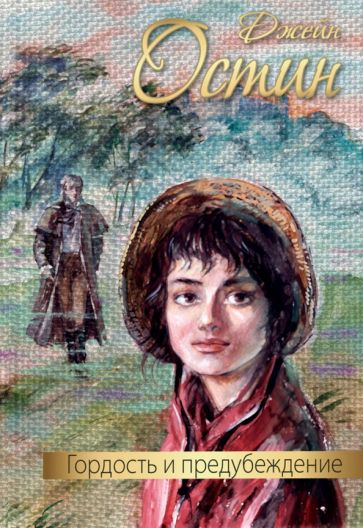 Джейн
Остин
Гордость и предубеждение